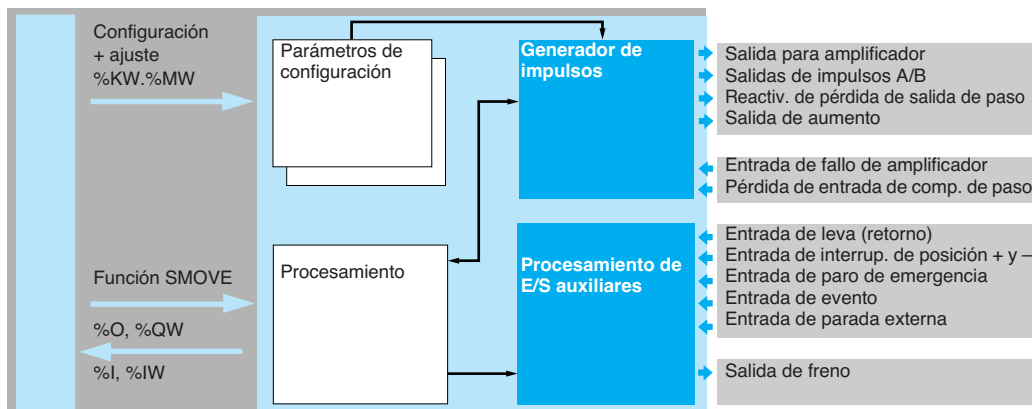 Configuración
+ ajuste
%KW.%MW
Parámetros de
configuración
Generador de
impulsos
Salida para amplificador
Salidas de impulsos A/B
Reactiv. de pérdida de salida de paso
Salida de aumento
Entrada de fallo de amplificador
Pérdida de entrada de comp. de paso
Función SMOVE
%O, %QW
%I, %IW
Procesamiento
Procesamiento de
E/S auxiliares
Entrada de leva (retorno)
Entrada de interrup. de posición + y –
Entrada de paro de emergencia
Entrada de evento
Entrada de parada externa
Salida de freno